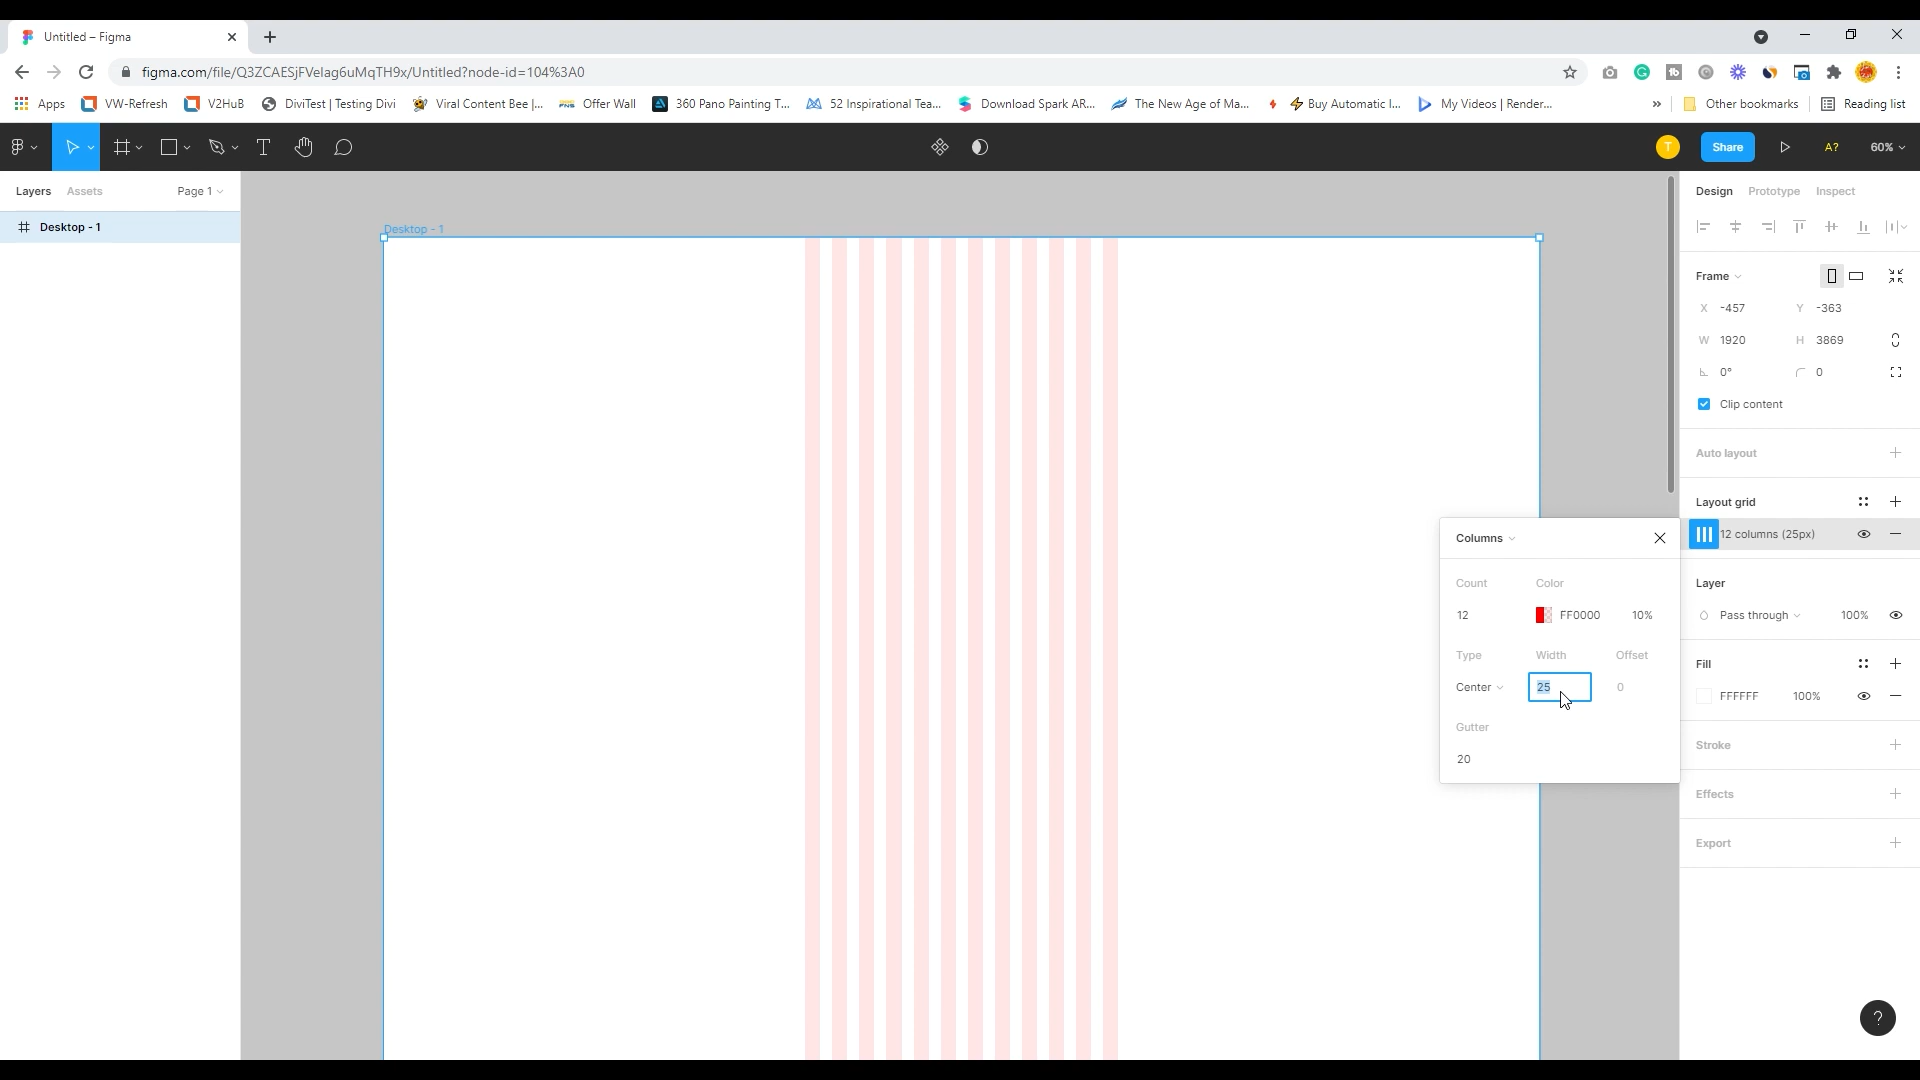 Untitled – Figma
figma.com/file/Q3ZCAESjFVelag6uMqTH9x/Untitled?node-id=104%3A0
Apps VW-Refresh V2HuB DiviTest | Testing Divi Viral Content Bee |... Offer Wall 360 Pano Painting T... 52 Inspirational Tea... Download Spark AR... The New Age of Ma... Buy Automatic I... My Videos | Render... » Other bookmarks Reading list
T Share A? 60%
Layers Assets Page 1
Desktop - 1
Desktop - 1
Design Prototype Inspect
Frame
X -457 Y -363
W 1920 H 3869
0° 0
Clip content
Auto layout
Layout grid
12 columns (25px)
Columns
Count Color
12 FF0000 10%
Type Width Offset
Center 25 0
Gutter
20
Layer
Pass through 100%
Fill
FFFFFF 100%
Stroke
Effects
Export
?